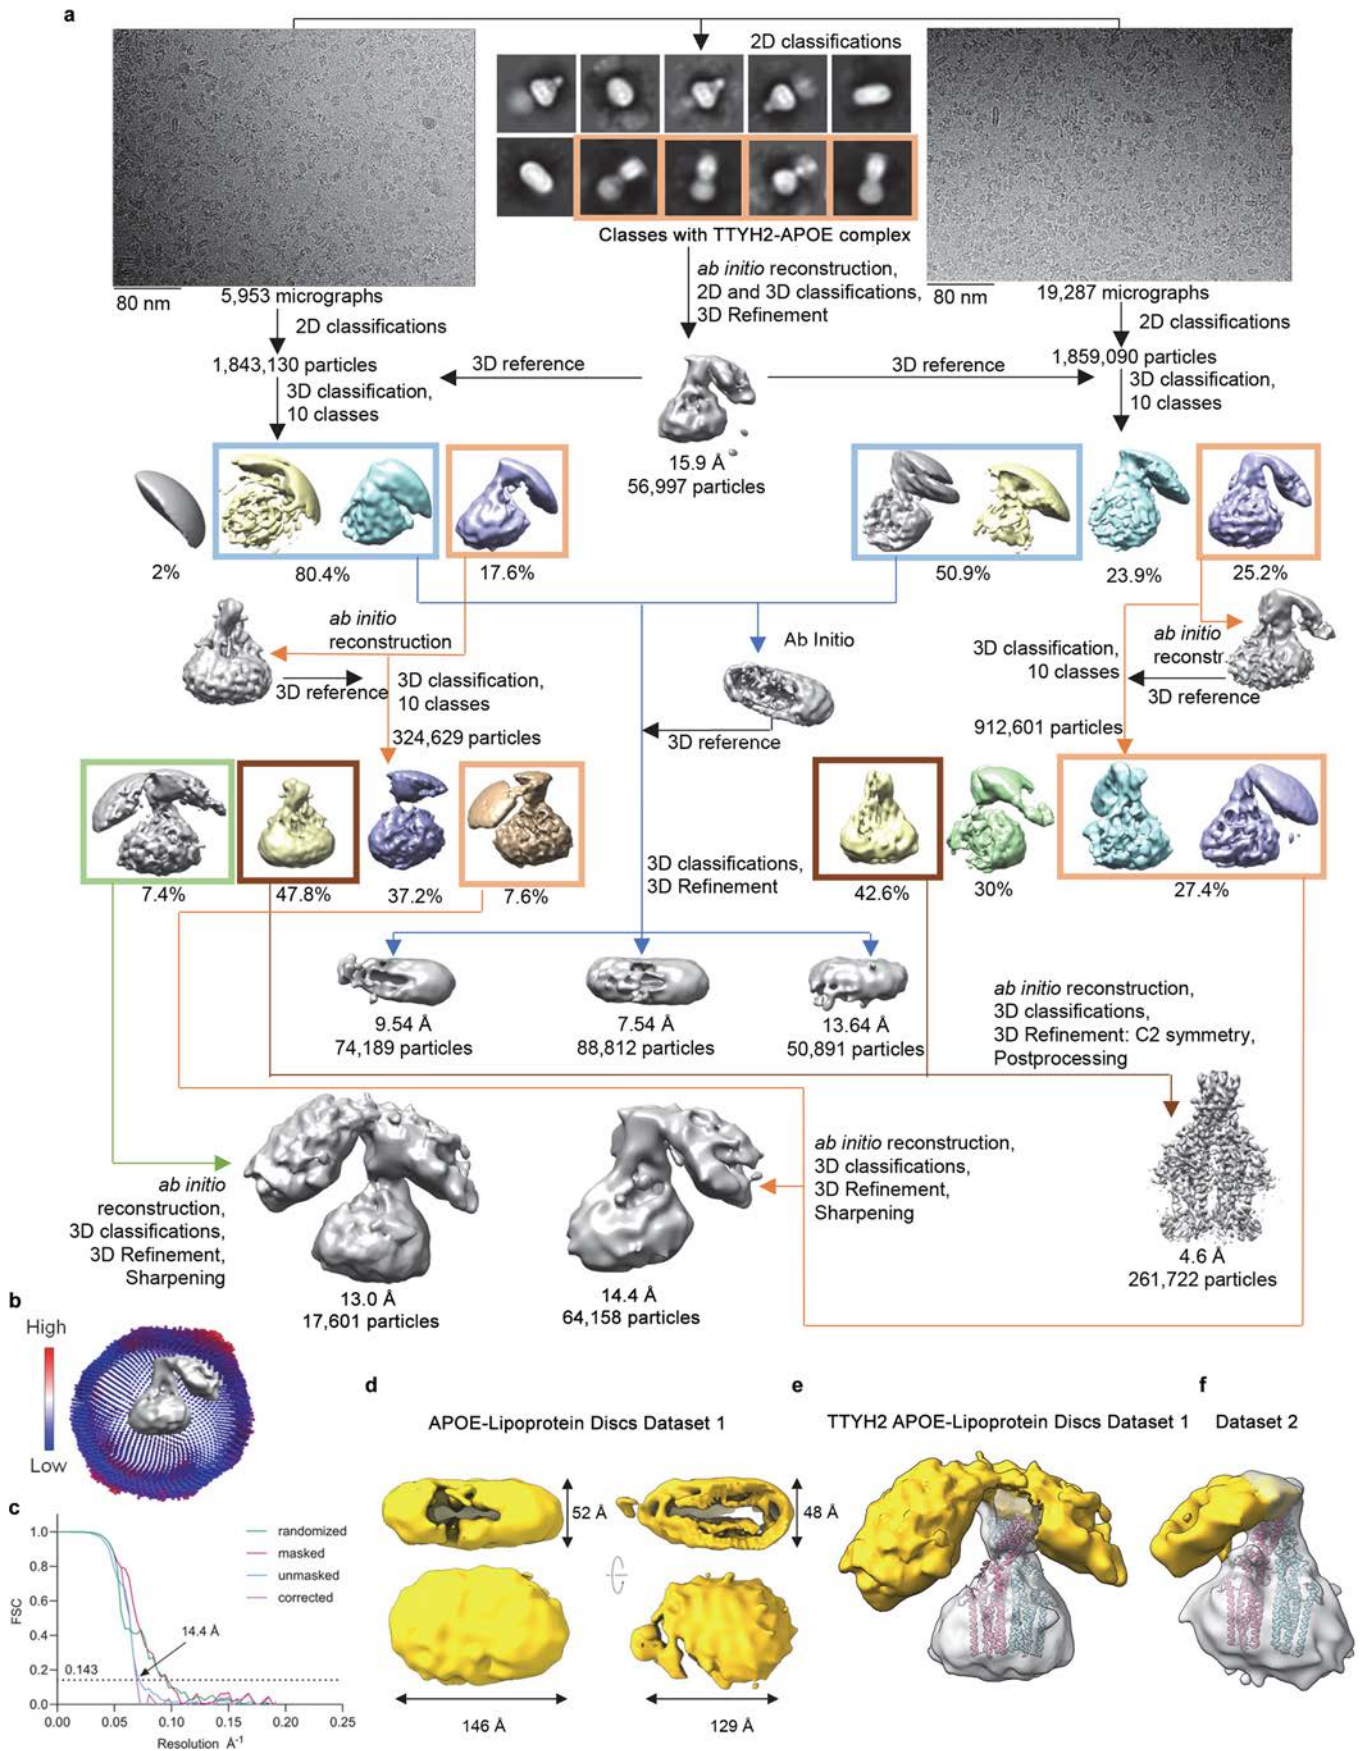 a
2D classifications
Classes with TTYH2-APOE complex
80 nm
5,953 micrographs
ab initio reconstruction,
2D and 3D classifications,
3D Refinement
80 nm
19,287 micrographs
2D classifications
2D classifications
1,843,130 particles
3D reference
3D reference
1,859,090 particles
3D classification,
10 classes
3D classification,
10 classes
15.9 Å
56,997 particles
2%
80.4%
17.6%
50.9%
23.9%
25.2%
ab initio
reconstruction
Ab Initio
3D classification,
10 classes
ab initio
reconstr
3D reference
3D classification,
10 classes
3D reference
3D reference
324,629 particles
912,601 particles
3D classifications,
3D Refinement
7.4%
47.8%
37.2%
7.6%
42.6%
30%
27.4%
9.54 Å
74,189 particles
7.54 Å
88,812 particles
13.64 Å
50,891 particles
ab initio reconstruction,
3D classifications,
3D Refinement: C2 symmetry,
Postprocessing
ab initio
reconstruction,
3D classifications,
3D Refinement,
Sharpening
ab initio reconstruction,
3D classifications,
3D Refinement,
Sharpening
13.0 Å
17,601 particles
14.4 Å
64,158 particles
4.6 Å
261,722 particles
b
High
Low
c
1.0
0.8
0.6
0.4
0.2
0.0
FSC
randomized
masked
unmasked
corrected
14.4 Å
0.143
0.00
0.05
0.10
0.15
0.20
0.25
Resolution Å-1
d
APOE-Lipoprotein Discs Dataset 1
52 Å
48 Å
146 Å
129 Å
e
TTYH2 APOE-Lipoprotein Discs Dataset 1
f
Dataset 2